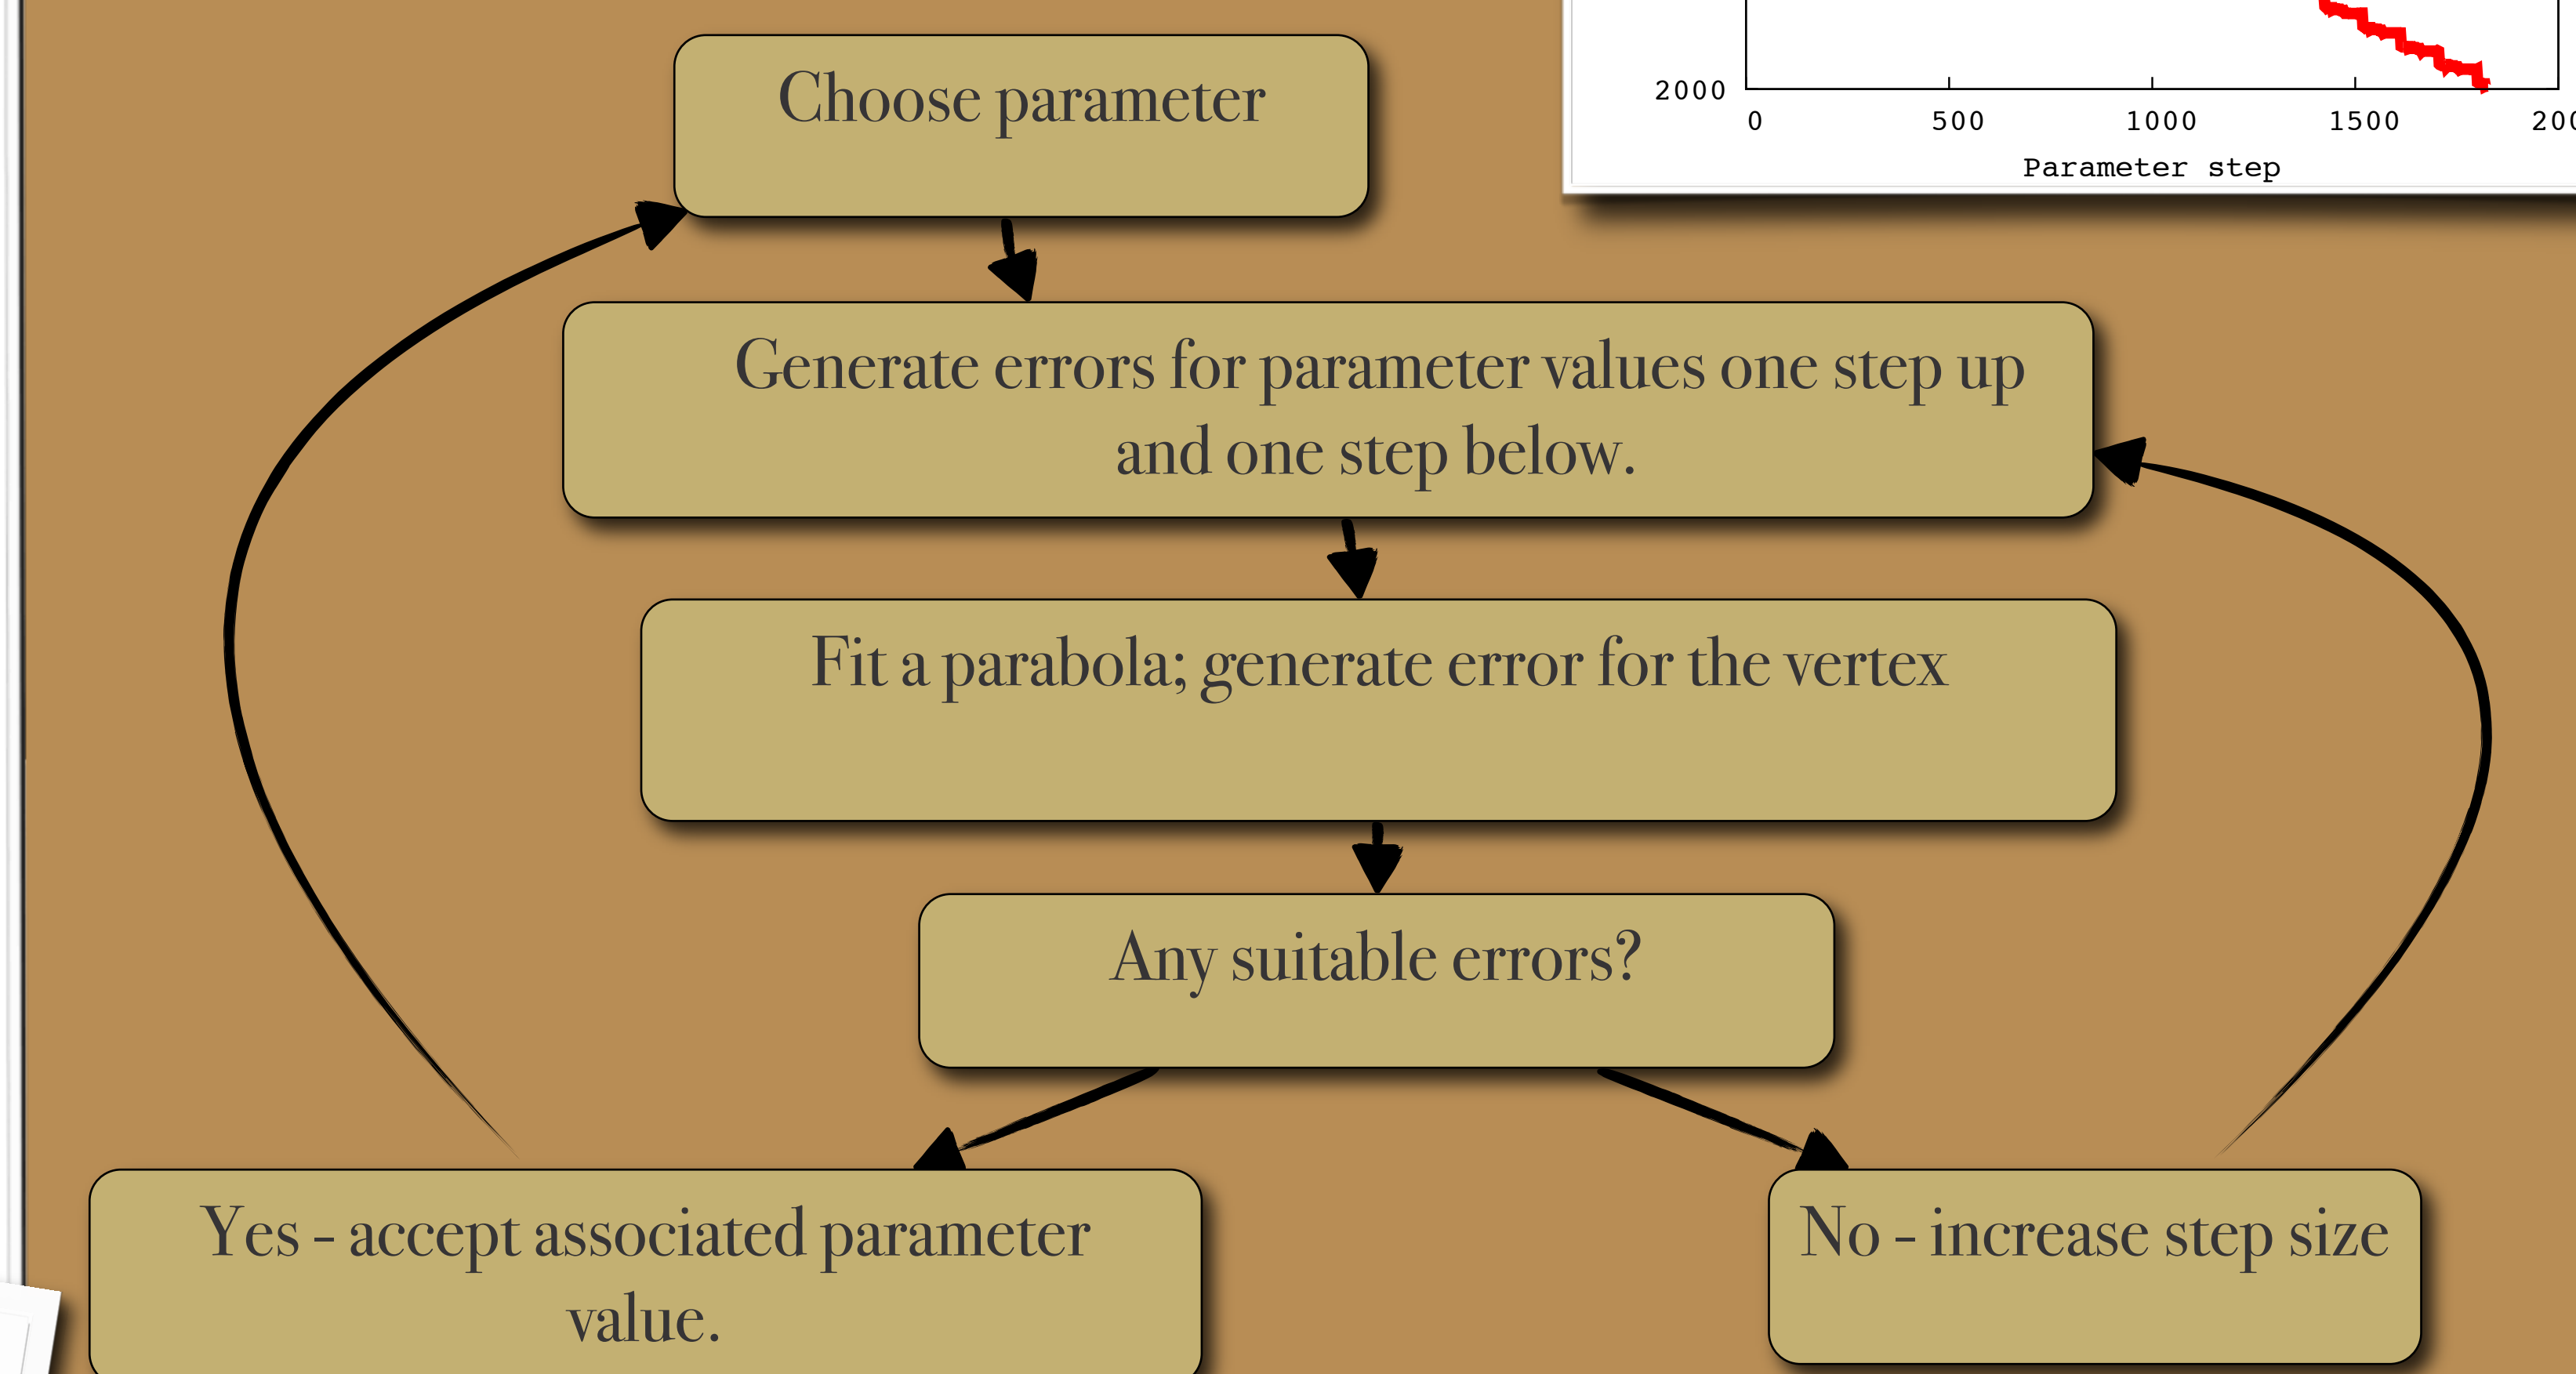 Choose parameter
2000
0 500 1000 1500
Parameter step
Generate errors for parameter values one step up
and one step below.
Fit a parabola; generate error for the vertex
Any suitable errors?
Yes - accept associated parameter
value.
No - increase step size